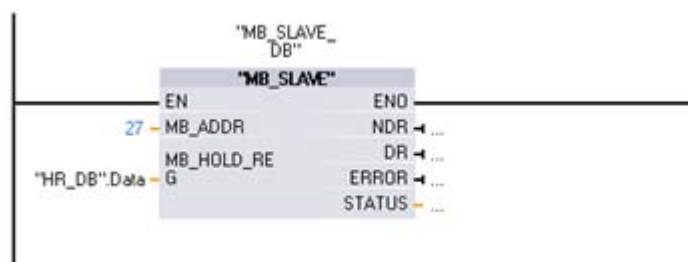 "MB_SLAVE_
DB"
"MB_SLAVE"
EN ENO
27 MB_ADDR NDR ...
MB_HOLD_RE DR ...
"HR_DB".Data G ERROR ...
STATUS ...